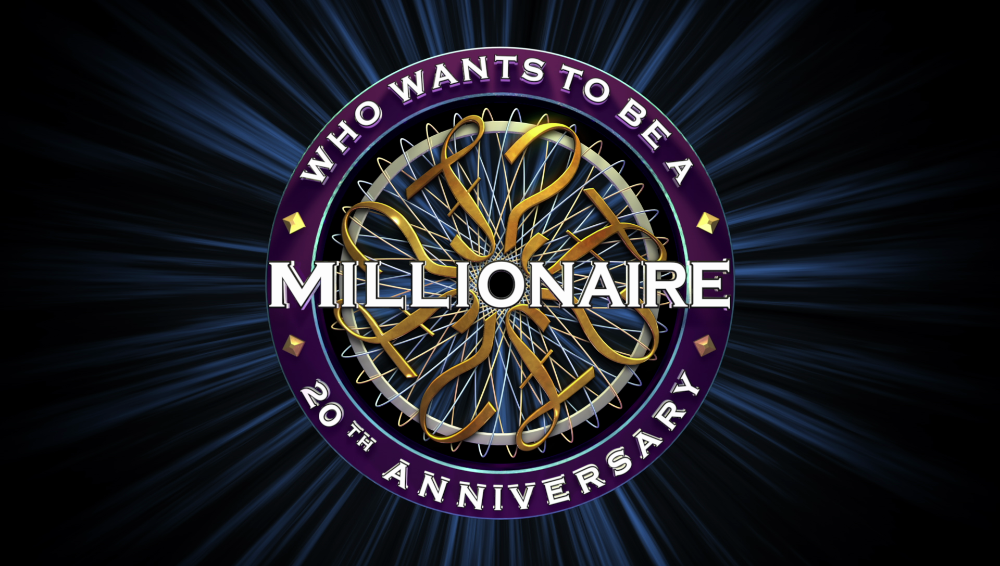 WHO WANTS TO BE A
MILLIONAIRE
20TH ANNIVERSARY